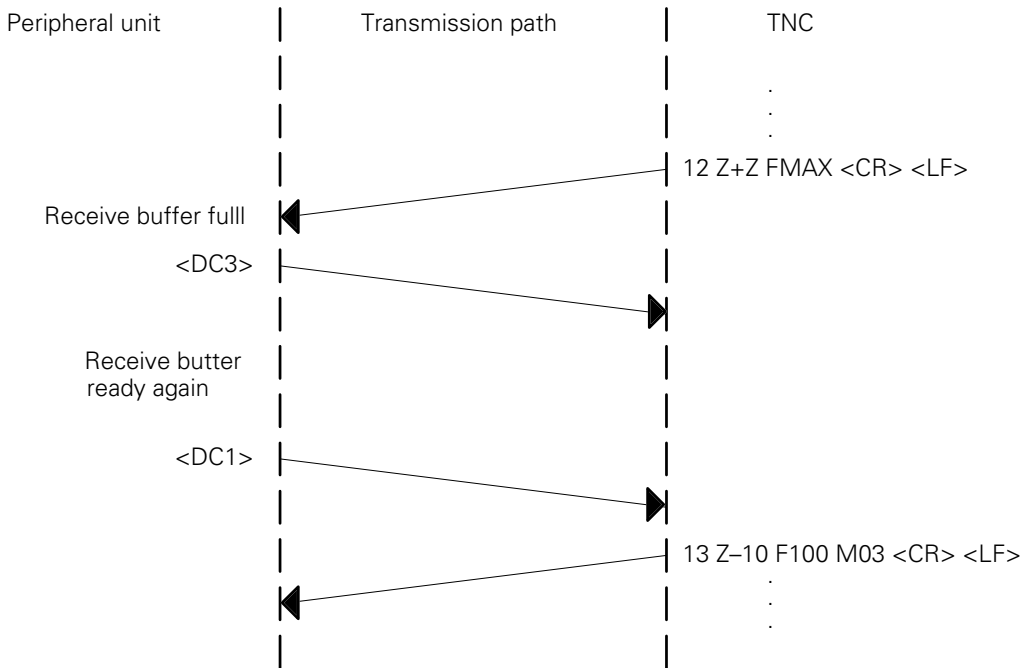 Peripheral unit
Transmission path
TNC
.
.
.
12 Z+Z FMAX <CR> <LF>
Receive buffer fulll
<DC3>
Receive butter
ready again
<DC1>
13 Z–10 F100 M03 <CR> <LF>
.
.
.